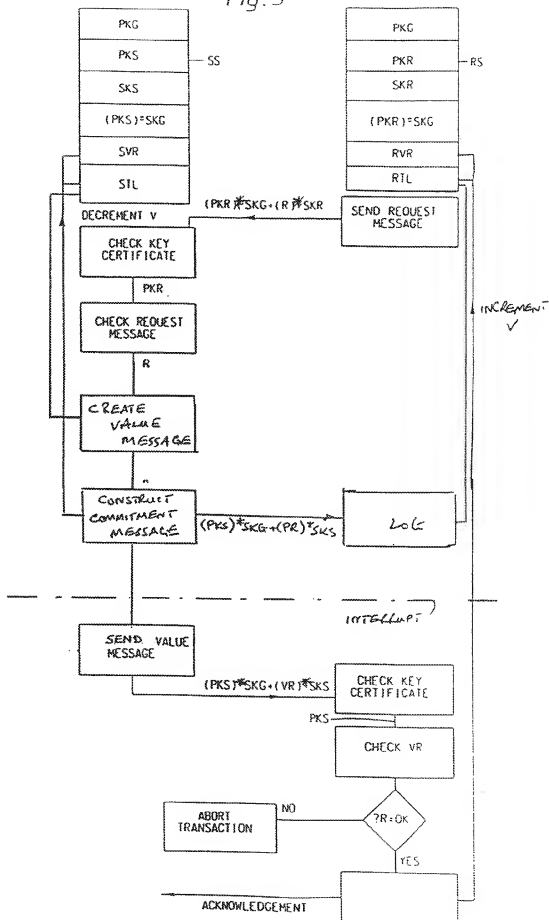 Fig. 3
PKG
PKS
SS
SKS
(PKS)=SKG
SVR
STL
PKG
PKR
RS
SKR
(PKR)=SKG
RVR
RTL
DECREMENT V
(PKR)*SKG+(R)*SKR
SEND REQUEST
MESSAGE
CHECK KEY
CERTIFICATE
PKR
CHECK REQUEST
MESSAGE
R
INCREMENT
V
CREATE
VALUE
MESSAGE
CONSTRUCT
COMMITMENT
MESSAGE
(PKS)*SKG+(PR)*SKS
LOG
INTERRUPT
SEND VALUE
MESSAGE
(PKS)*SKG+(VR)*SKS
CHECK KEY
CERTIFICATE
PKS
CHECK VR
?R=OK
NO
ABORT
TRANSACTION
YES
ACKNOWLEDGEMENT